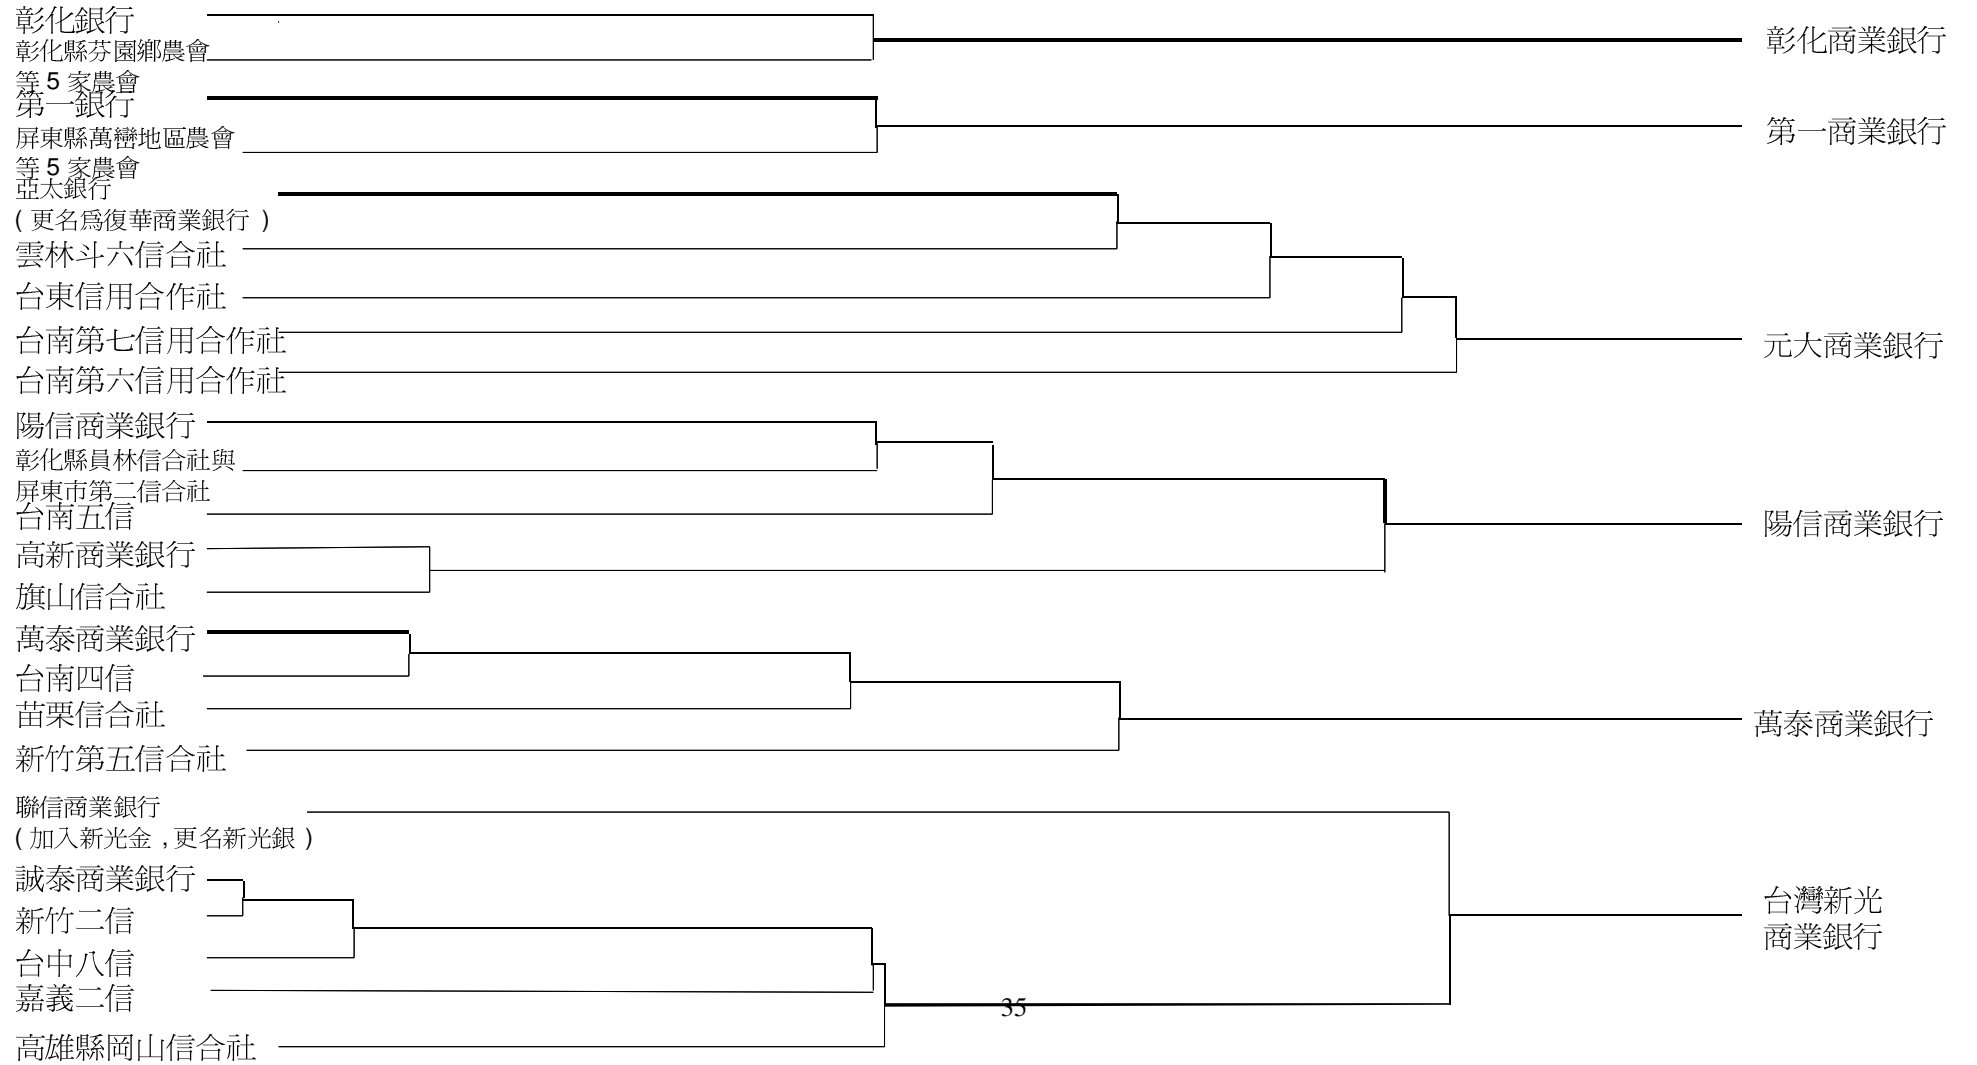 彰化銀行
彰化縣芬園鄉農會
等 5 家農會
彰化商業銀行
第一銀行
屏東縣萬巒地區農會
等 5 家農會
第一商業銀行
亞太銀行
( 更名為復華商業銀行 )
雲林斗六信合社
台東信用合作社
台南第七信用合作社
台南第六信用合作社
元大商業銀行
陽信商業銀行
彰化縣員林信合社與
屏東市第二信合社
台南五信
高新商業銀行
旗山信合社
陽信商業銀行
萬泰商業銀行
台南四信
苗栗信合社
新竹第五信合社
萬泰商業銀行
聯信商業銀行
( 加入新光金 , 更名新光銀 )
誠泰商業銀行
新竹二信
台中八信
嘉義二信
高雄縣岡山信合社
台灣新光
商業銀行
35